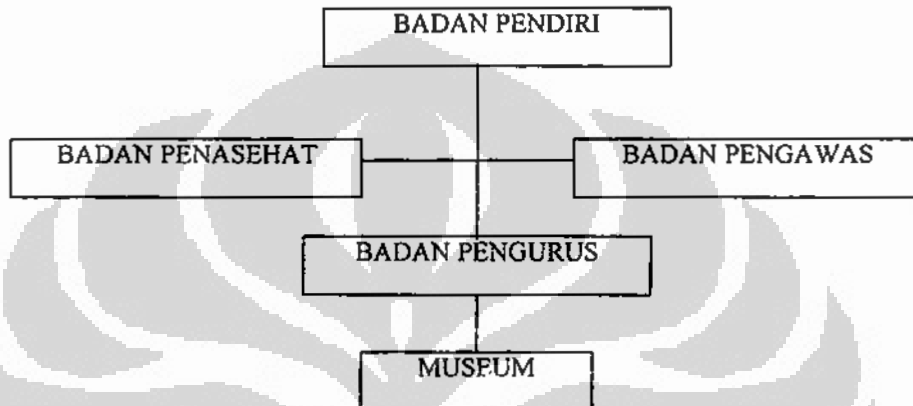 BADAN PENDIRI
BADAN PENASEHAT
BADAN PENGAWAS
BADAN PENGURUS
MUSEUM